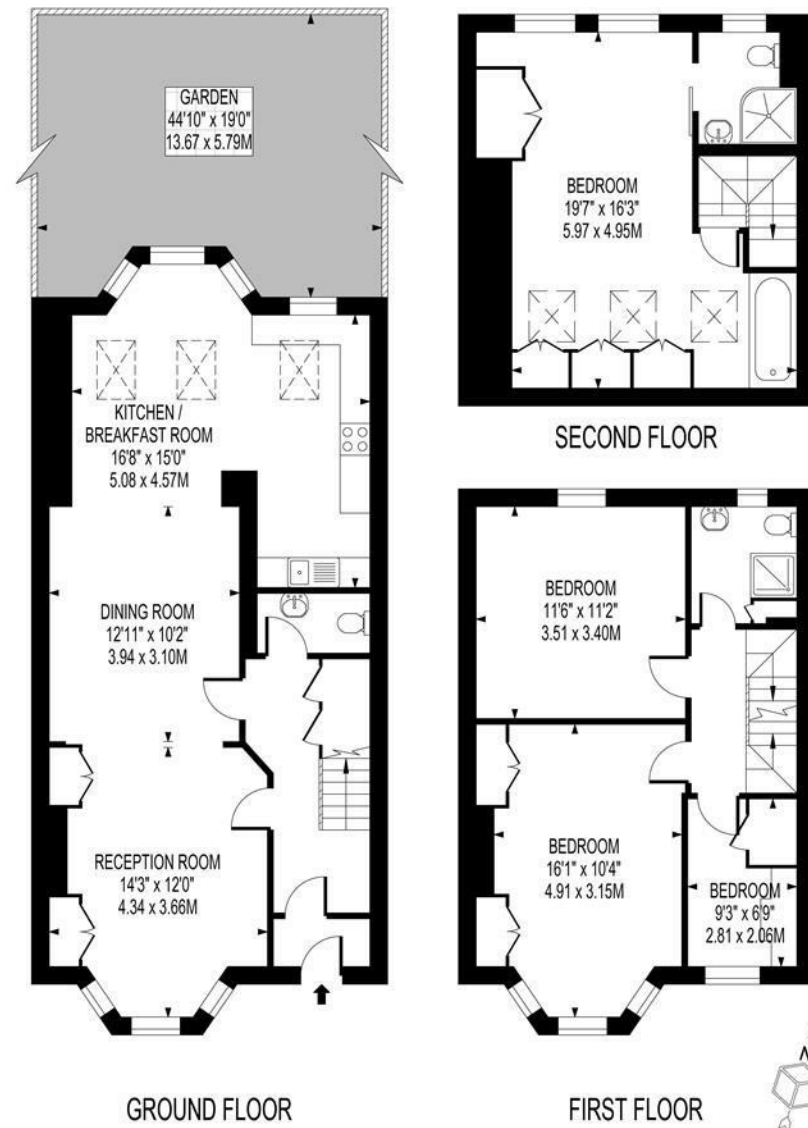 GARDEN
44'10" x 19'0"
13.67 x 5.79M
KITCHEN /
BREAKFAST ROOM
16'8" x 15'0"
5.08 x 4.57M
DINING ROOM
12'11" x 10'2"
3.94 x 3.10M
RECEPTION ROOM
14'3" x 12'0"
4.34 x 3.66M
GROUND FLOOR
BEDROOM
19'7" x 16'3"
5.97 x 4.95M
SECOND FLOOR
BEDROOM
11'6" x 11'2"
3.51 x 3.40M
BEDROOM
16'1" x 10'4"
4.91 x 3.15M
BEDROOM
9'3" x 6'9"
2.81 x 2.06M
FIRST FLOOR